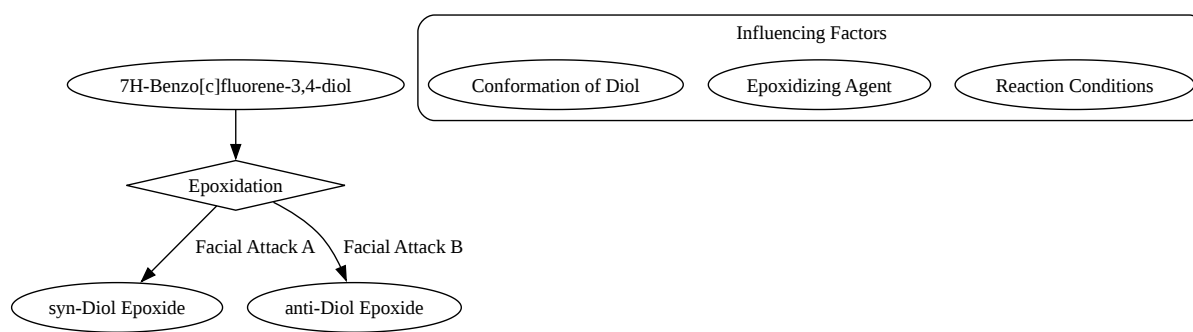 Influencing Factors
7H-Benzo[c]fluorene-3,4-diol
Conformation of Diol
Epoxidizing Agent
Reaction Conditions
Epoxidation
Facial Attack A
Facial Attack B
syn-Diol Epoxide
anti-Diol Epoxide